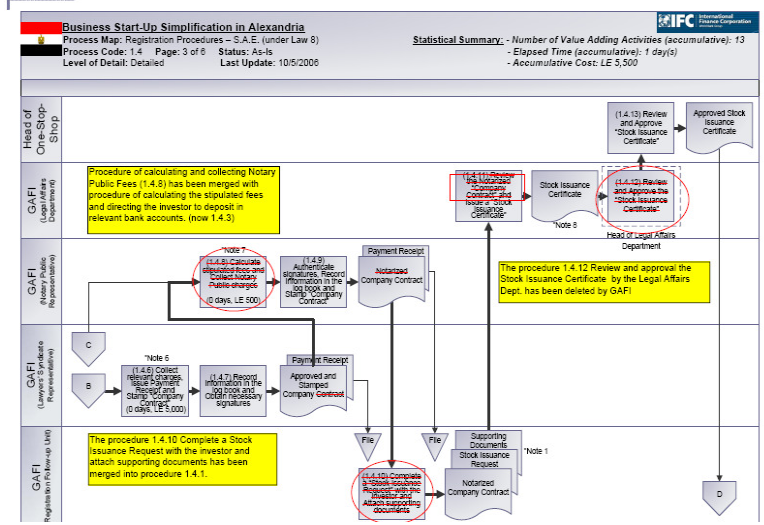 Business Start-Up Simplification in Alexandria
Process Map: Registration Procedures – S.A.E. (under Law 8)
Process Code: 1.4 Page: 3 of 6 Status: As-Is
Level of Detail: Detailed Last Update: 10/5/2006
Statistical Summary: - Number of Value Adding Activities (accumulative): 13
- Elapsed Time (accumulative): 1 day(s)
- Accumulative Cost: LE 5,500
IFC International
Finance Corporation
Head of
One-Stop-
Shop
(1.4.13) Review
and Approve
"Stock Issuance
Certificate"
Approved Stock
Issuance
Certificate
GAFI
(Legal Affairs
Department)
Procedure of calculating and collecting Notary
Public Fees (1.4.8) has been merged with
procedure of calculating the stipulated fees
and directing the investor to deposit in
relevant bank accounts. (now 1.4.3)
(1.4.11) Review
the Notarized
"Company
Contract" and
Issue a "Stock
Issuance
Certificate"
Stock Issuance
Certificate
"Note 8
(1.4.12) Review
and Approve the
"Stock Issuance
Certificate"
Head of Legal Affairs
Department
GAFI
(Notary Public
Representative)
"Note 7
(1.4.8) Calculate
stipulated fees and
Collect Notary
Public charges
(0 days, LE 500)
(1.4.9)
Authenticate
signatures, Record
Information in the
log book and
Stamp "Company
Contract"
Payment Receipt
Notarized
Company Contract
The procedure 1.4.12 Review and approval the
Stock Issuance Certificate by the Legal Affairs
Dept. has been deleted by GAFI
C
GAFI
(Lawyers' Syndicate
Representative)
B
"Note 6
(1.4.6) Collect
relevant charges,
Issue Payment
Receipt and
Stamp "Company
Contract"
(0 days, LE 5,000)
(1.4.7) Record
Information in the
log book and
Obtain necessary
signatures
Payment Receipt
Approved and
Stamped
Company Contract
File
File
GAFI
Registration Follow-up Unit)
The procedure 1.4.10 Complete a Stock
Issuance Request with the investor and
attach supporting documents has been
merged into procedure 1.4.1.
(1.4.10) Complete
a "Stock Issuance
Request" with the
Investor and
Attach supporting
documents
Supporting
Documents
Stock Issuance
Request
Notarized
Company Contract
"Note 1
D